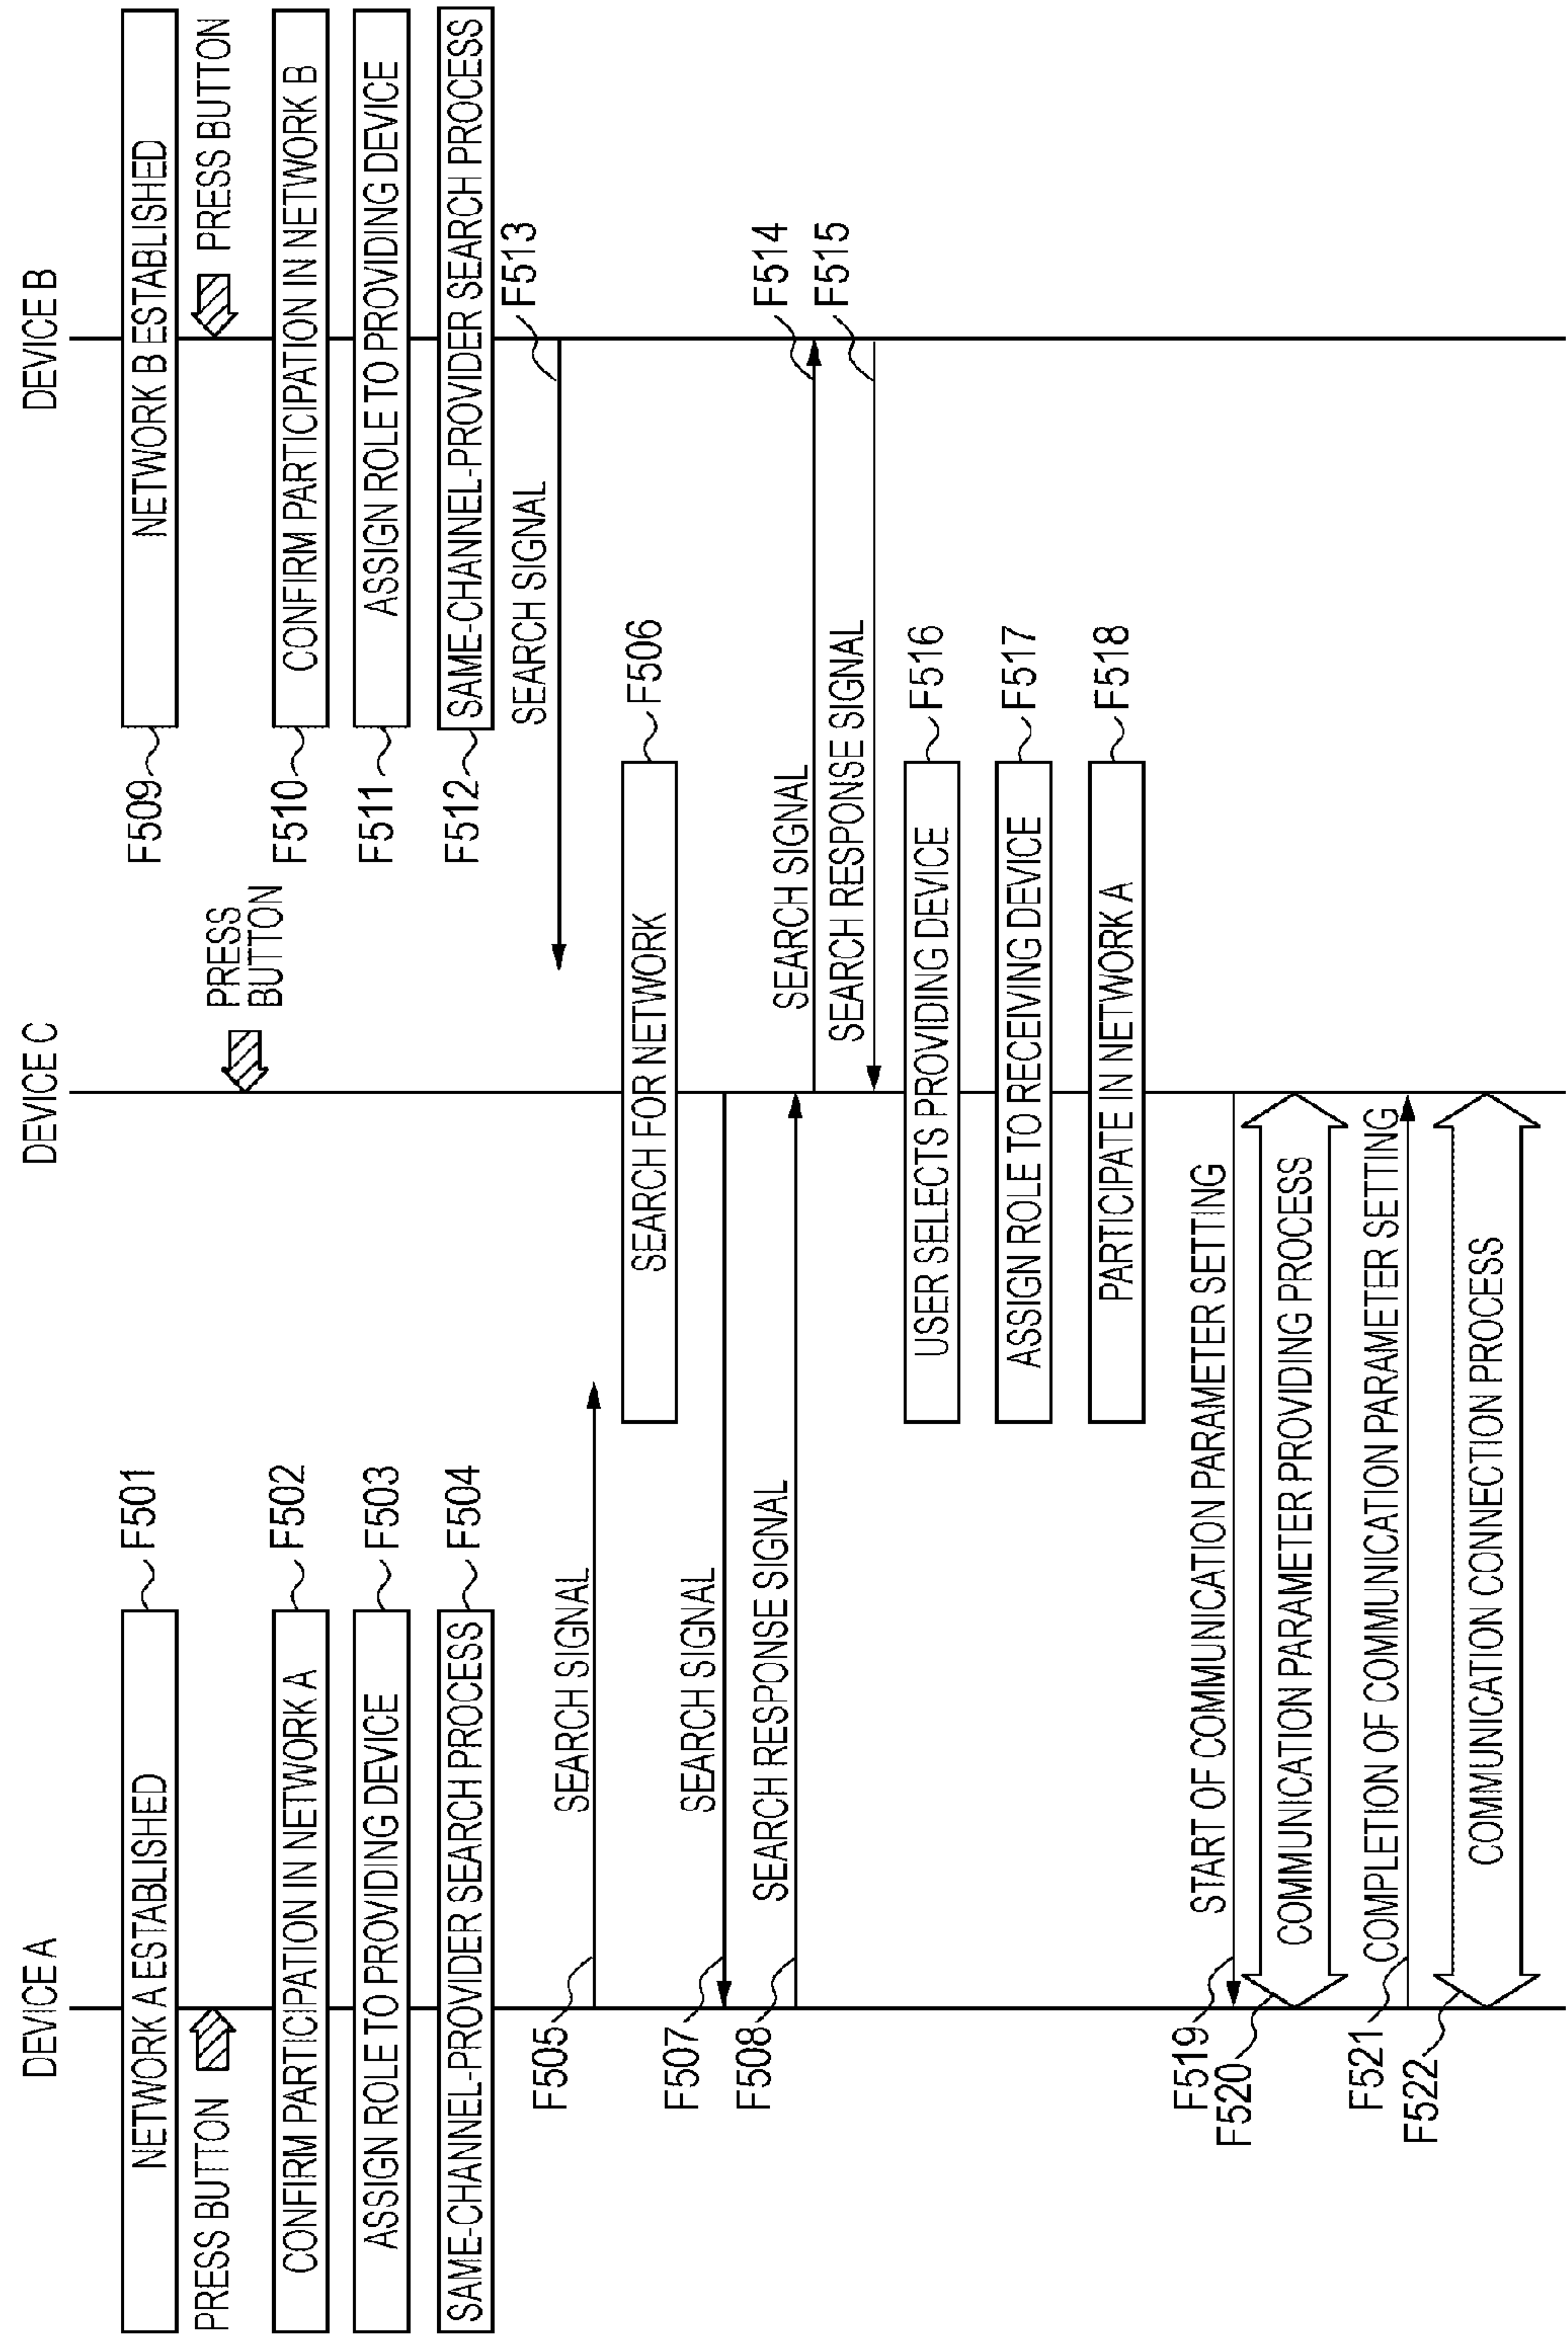 DEVICE A
DEVICE C
DEVICE B
NETWORK A ESTABLISHED
F501
F509
NETWORK B ESTABLISHED
PRESS BUTTON
PRESS
BUTTON
PRESS BUTTON
CONFIRM PARTICIPATION IN NETWORK A
F502
F510
CONFIRM PARTICIPATION IN NETWORK B
ASSIGN ROLE TO PROVIDING DEVICE
F503
F511
ASSIGN ROLE TO PROVIDING DEVICE
SAME-CHANNEL-PROVIDER SEARCH PROCESS
F504
F512
SAME-CHANNEL-PROVIDER SEARCH PROCESS
SEARCH SIGNAL
F513
F505
SEARCH SIGNAL
SEARCH FOR NETWORK
F506
F507
SEARCH SIGNAL
F508
SEARCH RESPONSE SIGNAL
SEARCH SIGNAL
F514
SEARCH RESPONSE SIGNAL
F515
USER SELECTS PROVIDING DEVICE
F516
ASSIGN ROLE TO RECEIVING DEVICE
F517
PARTICIPATE IN NETWORK A
F518
F519
START OF COMMUNICATION PARAMETER SETTING
F520
COMMUNICATION PARAMETER PROVIDING PROCESS
F521
COMPLETION OF COMMUNICATION PARAMETER SETTING
F522
COMMUNICATION CONNECTION PROCESS